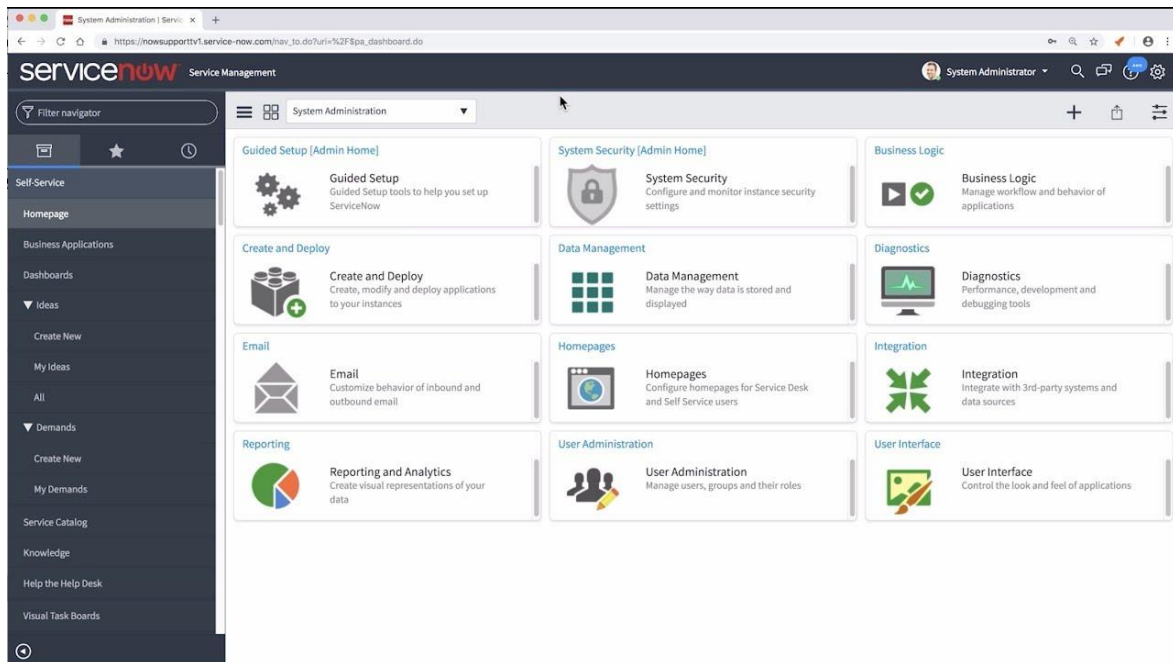 System Administration | Servic
https://nowsupporttv1.service-now.com/nav_to.do?uri=%2F$pa_dashboard.do
servicenow Service Management
System Administrator
Filter navigator
System Administration
Self-Service
Homepage
Business Applications
Dashboards
Ideas
Create New
My Ideas
All
Demands
Create New
My Demands
Service Catalog
Knowledge
Help the Help Desk
Visual Task Boards
Guided Setup [Admin Home]
Guided Setup
Guided Setup tools to help you set up
ServiceNow
System Security [Admin Home]
System Security
Configure and monitor instance security
settings
Business Logic
Business Logic
Manage workflow and behavior of
applications
Create and Deploy
Create and Deploy
Create, modify and deploy applications
to your instances
Data Management
Data Management
Manage the way data is stored and
displayed
Diagnostics
Diagnostics
Performance, development and
debugging tools
Email
Email
Customize behavior of inbound and
outbound email
Homepages
Homepages
Configure homepages for Service Desk
and Self Service users
Integration
Integration
Integrate with 3rd-party systems and
data sources
Reporting
Reporting and Analytics
Create visual representations of your
data
User Administration
User Administration
Manage users, groups and their roles
User Interface
User Interface
Control the look and feel of applications